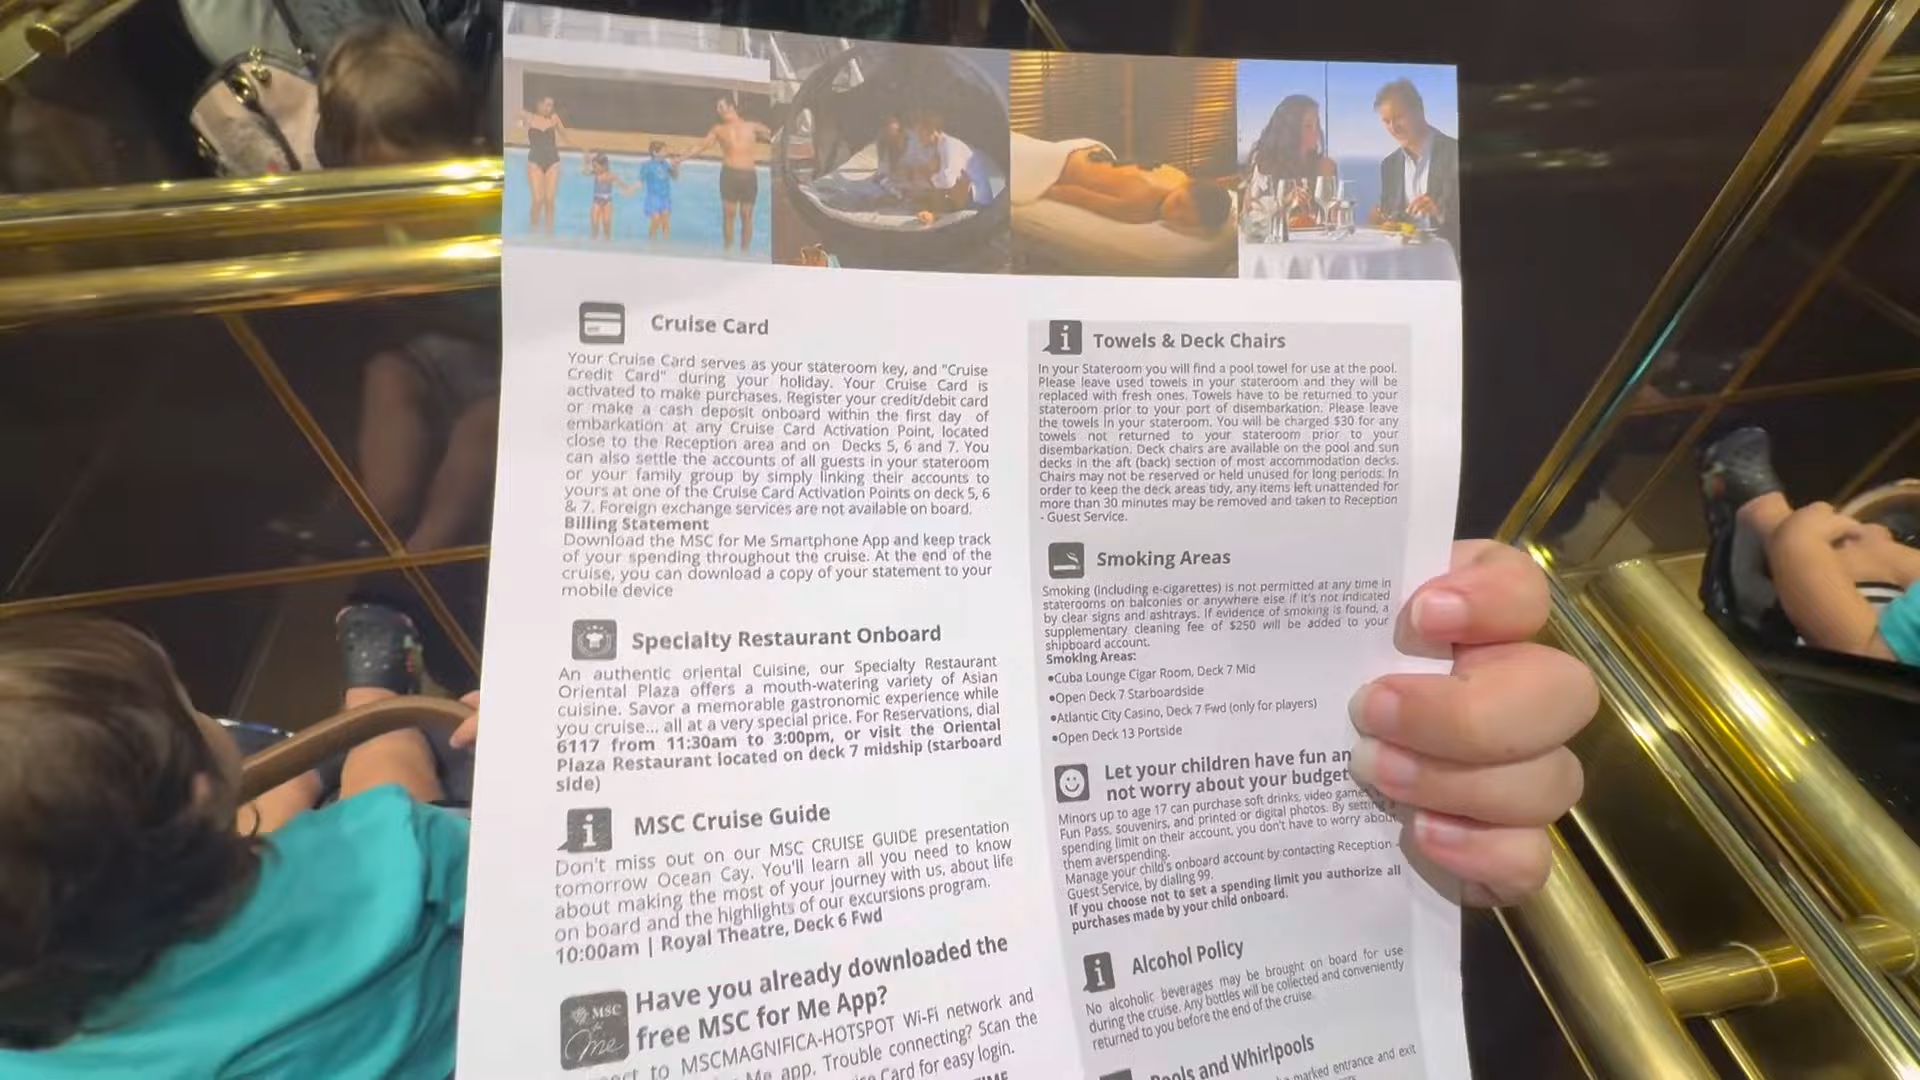 Cruise Card
Your Cruise Card serves as your stateroom key, and "Cruise
Credit Card" during your holiday. Your Cruise Card is
activated to make purchases. Register your credit/debit card
or make a cash deposit onboard within the first day of
embarkation at any Cruise Card Activation Point, located
close to the Reception area and on Decks 5, 6 and 7. You
can also settle the accounts of all guests in your stateroom
or your family group by simply linking their accounts to
yours at one of the Cruise Card Activation Points on deck 5, 6
& 7. Foreign exchange services are not available on board.
Billing Statement
Download the MSC for Me Smartphone App and keep track
of your spending throughout the cruise. At the end of the
cruise, you can download a copy of your statement to your
mobile device
Specialty Restaurant Onboard
An authentic oriental Cuisine, our Specialty Restaurant
Oriental Plaza offers a mouth-watering variety of Asian
cuisine. Savor a memorable gastronomic experience while
you cruise... all at a very special price. For Reservations, dial
6117 from 11:30am to 3:00pm, or visit the Oriental
Plaza Restaurant located on deck 7 midship (starboard
side)
MSC Cruise Guide
Don't miss out on our MSC CRUISE GUIDE presentation
tomorrow Ocean Cay. You'll learn all you need to know
about making the most of your journey with us, about life
on board and the highlights of our excursions program.
10:00am | Royal Theatre, Deck 6 Fwd
MSC
for
Me
Have you already downloaded the
free MSC for Me App?
to MSCMAGNIFICA-HOTSPOT Wi-Fi network and
Me app. Trouble connecting? Scan the
Card for easy login.
Towels & Deck Chairs
In your Stateroom you will find a pool towel for use at the pool.
Please leave used towels in your stateroom and they will be
replaced with fresh ones. Towels have to be returned to your
stateroom prior to your port of disembarkation. Please leave
the towels in your stateroom. You will be charged $30 for any
towels not returned to your stateroom prior to your
disembarkation. Deck chairs are available on the pool and sun
decks in the aft (back) section of most accommodation decks.
Chairs may not be reserved or held unused for long periods. In
order to keep the deck areas tidy, any items left unattended for
more than 30 minutes may be removed and taken to Reception
- Guest Service.
Smoking Areas
Smoking (including e-cigarettes) is not permitted at any time in
staterooms on balconies or anywhere else if it's not indicated
by clear signs and ashtrays. If evidence of smoking is found, a
supplementary cleaning fee of $250 will be added to your
shipboard account.
Smoking Areas:
•Cuba Lounge Cigar Room, Deck 7 Mid
•Open Deck 7 Starboardside
•Atlantic City Casino, Deck 7 Fwd (only for players)
•Open Deck 13 Portside
Let your children have fun an
not worry about your budget
Minors up to age 17 can purchase soft drinks, video games,
Fun Pass, souvenirs, and printed or digital photos. By setting a
spending limit on their account, you don't have to worry about
them averspending.
Manage your child's onboard account by contacting Reception -
Guest Service, by dialing 99.
If you choose not to set a spending limit you authorize all
purchases made by your child onboard.
Alcohol Policy
No alcoholic beverages may be brought on board for use
during the cruise. Any bottles will be collected and conveniently
returned to you before the end of the cruise.
and Whirlpools
marked entrance and exit